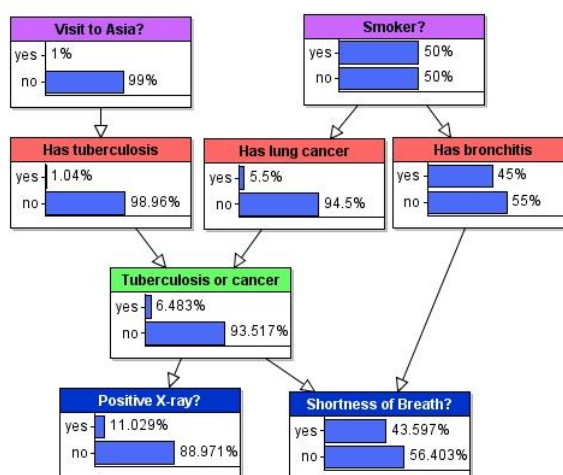 Visit to Asia?
yes 1%
no 99%
Smoker?
yes 50%
no 50%
Has tuberculosis
yes 1.04%
no 98.96%
Has lung cancer
yes 5.5%
no 94.5%
Has bronchitis
yes 45%
no 55%
Tuberculosis or cancer
yes 6.483%
no 93.517%
Positive X-ray?
yes 11.029%
no 88.971%
Shortness of Breath?
yes 43.597%
no 56.403%